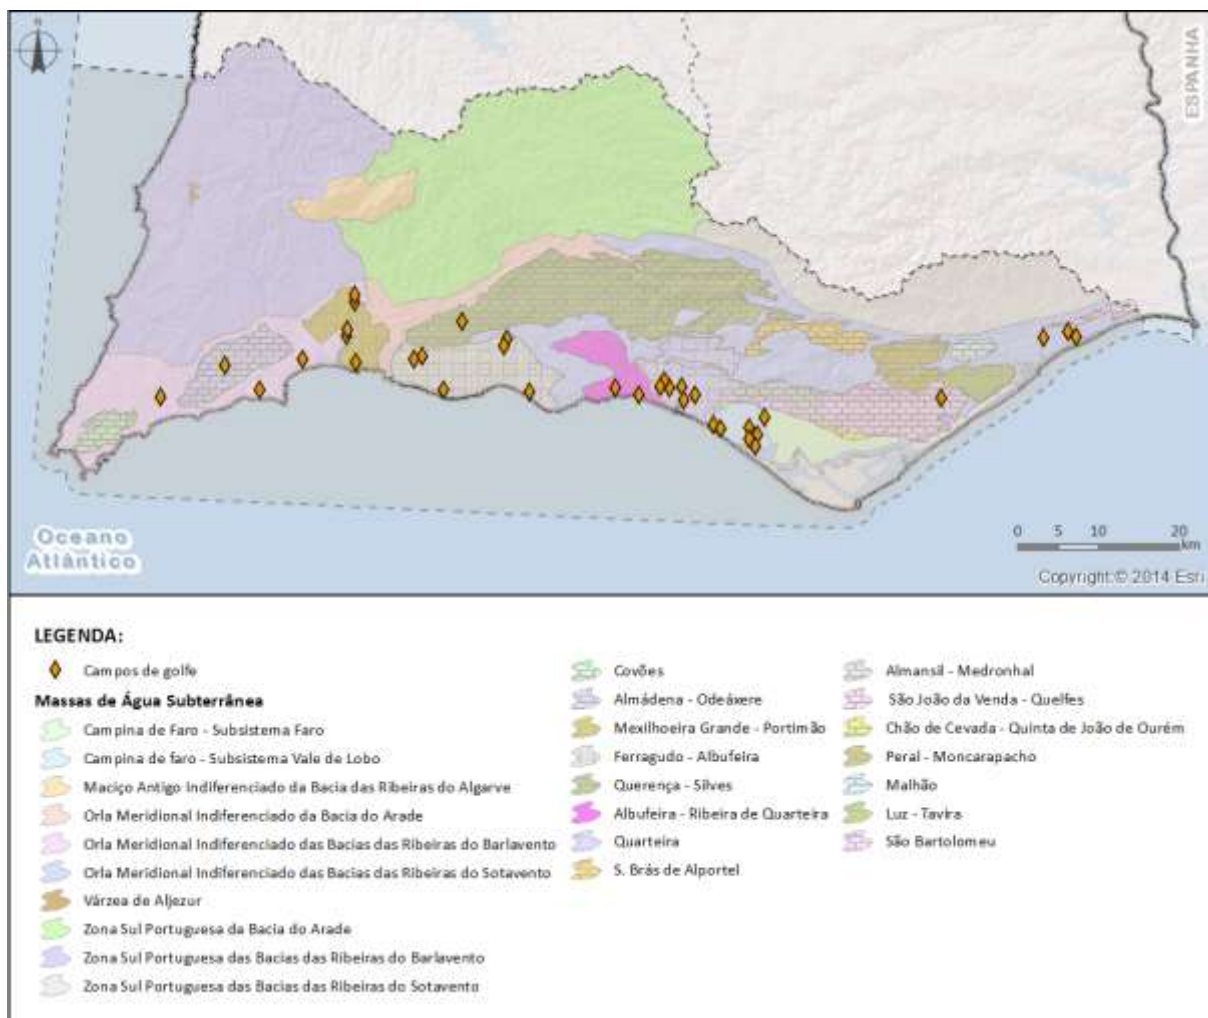 N
ESPANHA
Oceano
Atlântico
0 5 10 20
km
Copyright:© 2014 Esri
LEGENDA:
Campos de golfe
Massas de Água Subterrânea
Campina de Faro - Subsistema Faro
Campina de faro - Subsistema Vale de Lobo
Maciço Antigo Indiferenciado da Bacia das Ribeiras do Algarve
Orla Meridional Indiferenciado da Bacia do Arade
Orla Meridional Indiferenciado das Bacias das Ribeiras do Barlavento
Orla Meridional Indiferenciado das Bacias das Ribeiras do Sotavento
Várzea de Aljezur
Zona Sul Portuguesa da Bacia do Arade
Zona Sul Portuguesa das Bacias das Ribeiras do Barlavento
Zona Sul Portuguesa das Bacias das Ribeiras do Sotavento
Covões
Almádena - Odeáxere
Mexilhoeira Grande - Portimão
Ferragudo - Albufeira
Querença - Silves
Albufeira - Ribeira de Quarteira
Quarteira
S. Brás de Alportel
Almansil - Medronhal
São João da Venda - Quelfes
Chão de Cevada - Quinta de João de Ourém
Peral - Moncarapacho
Malhão
Luz - Tavira
São Bartolomeu